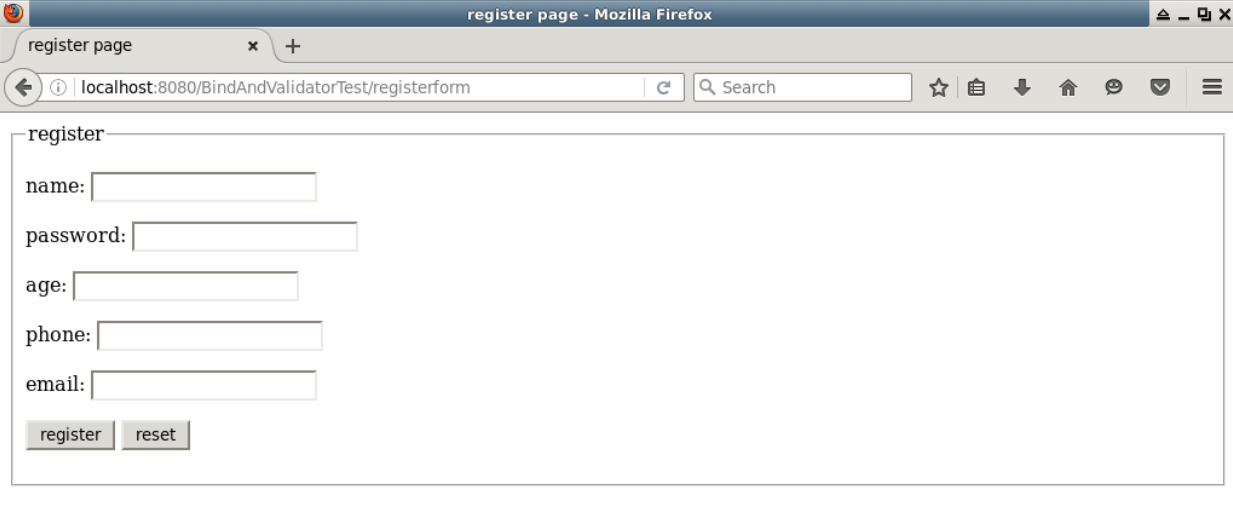 register page - Mozilla Firefox
register page
localhost:8080/BindAndValidatorTest/registerform
Search
register
name:
password:
age:
phone:
email:
register reset